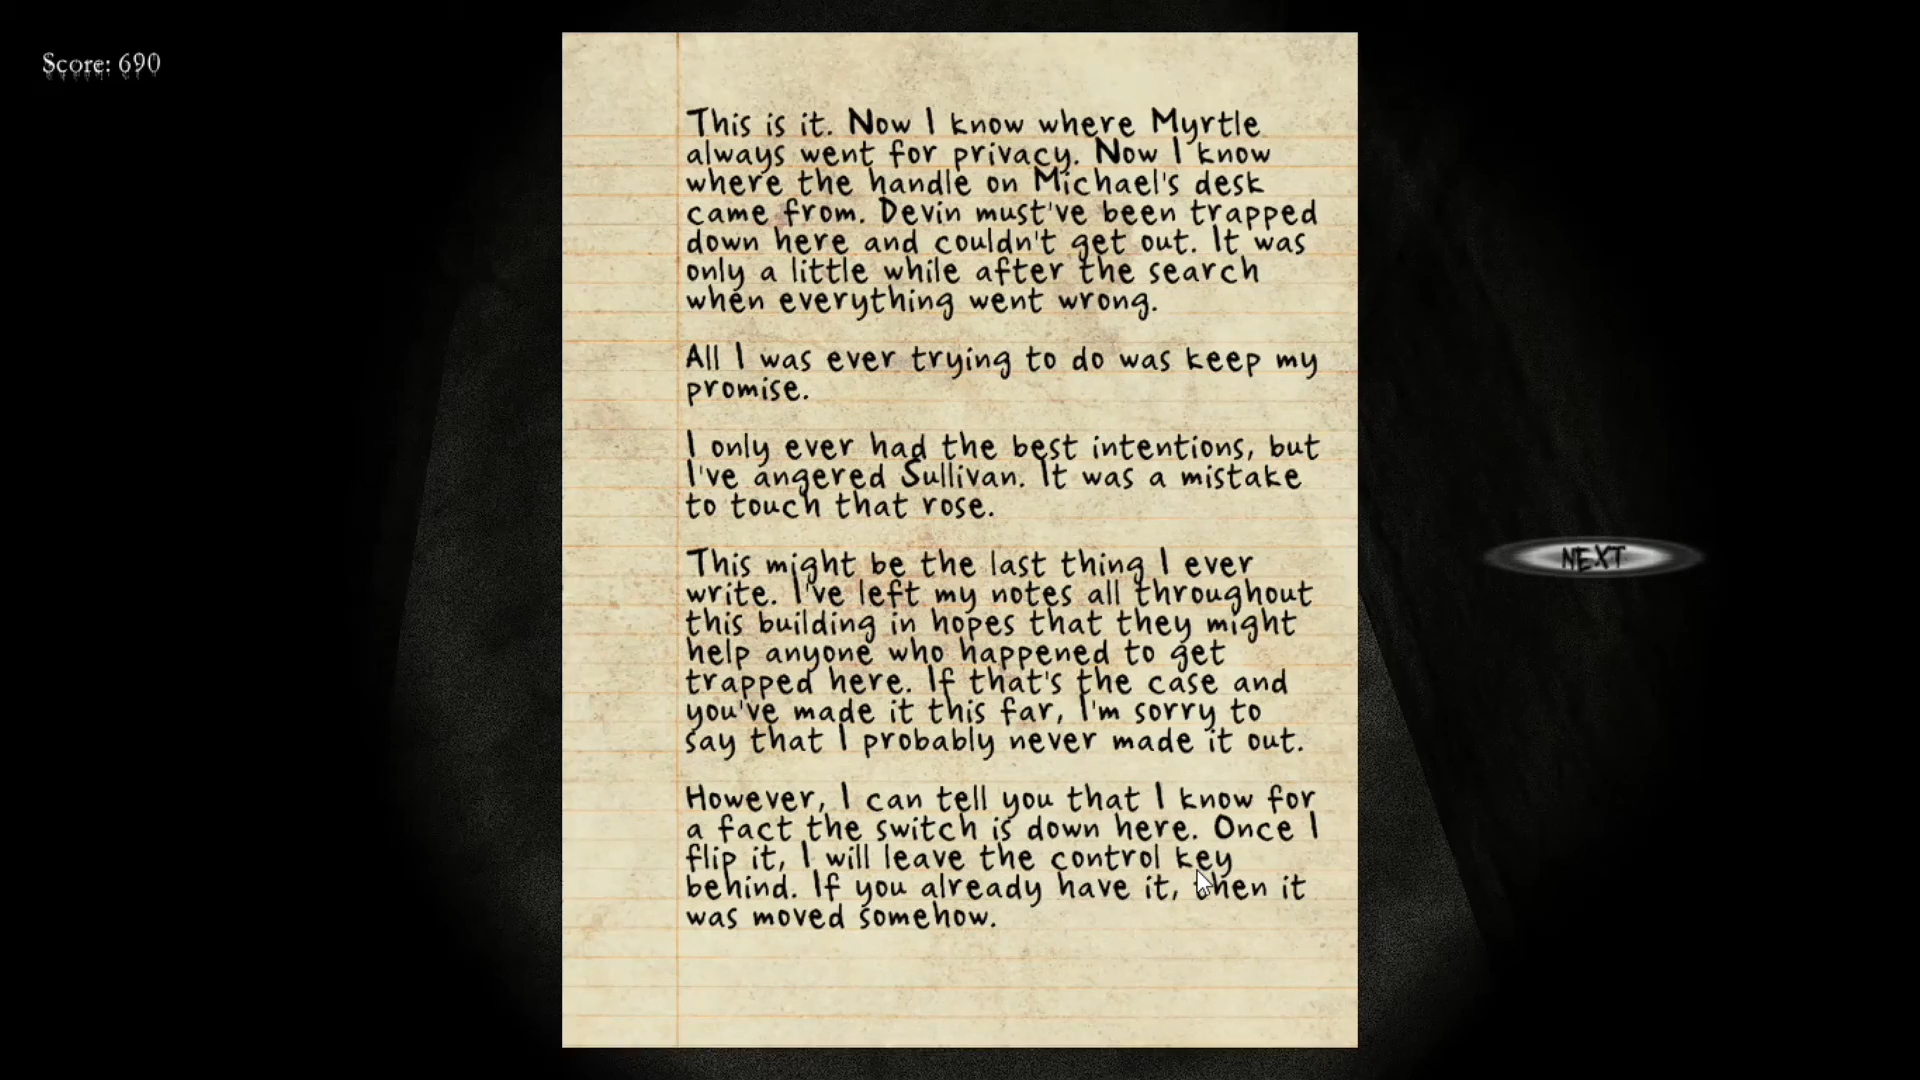 Score: 690
This is it. Now I know where Myrtle
always went for privacy. Now I know
where the handle on Michael's desk
came from. Devin must've been trapped
down here and couldn't get out. It was
only a little while after the search
when everything went wrong.
All I was ever trying to do was keep my
promise.
I only ever had the best intentions, but
I've angered Sullivan. It was a mistake
to touch that rose.
This might be the last thing I ever
write. I've left my notes all throughout
this building in hopes that they might
help anyone who happened to get
trapped here. If that's the case and
you've made it this far, I'm sorry to
say that I probably never made it out.
However, I can tell you that I know for
a fact the switch is down here. Once I
flip it, I will leave the control key
behind. If you already have it, then it
was moved somehow.
NEXT